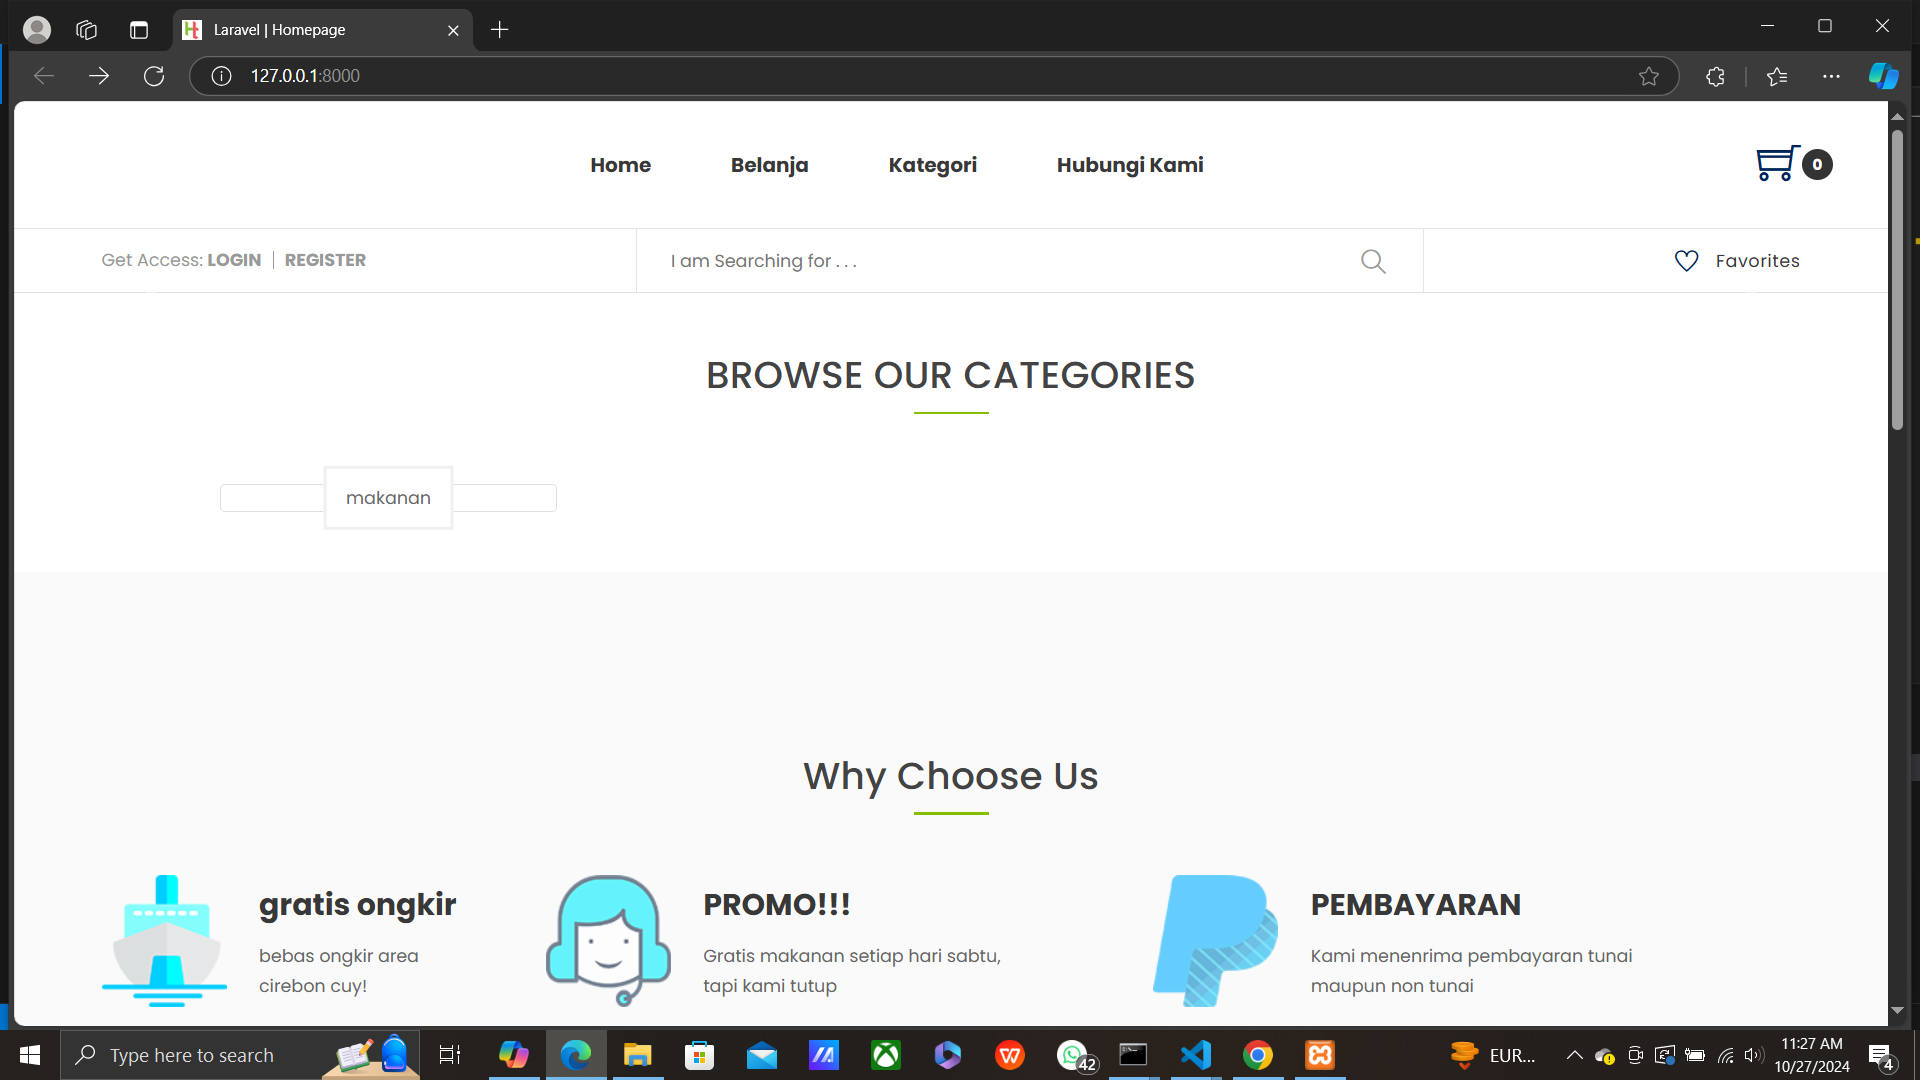 Laravel | Homepage
127.0.0.1:8000
Home Belanja Kategori Hubungi Kami 0
Get Access: LOGIN | REGISTER I am Searching for . . . Favorites
BROWSE OUR CATEGORIES
makanan
Why Choose Us
gratis ongkir
bebas ongkir area
cirebon cuy!
PROMO!!!
Gratis makanan setiap hari sabtu,
tapi kami tutup
PEMBAYARAN
Kami menenrima pembayaran tunai
maupun non tunai
Type here to search
42
EUR...
11:27 AM
10/27/2024
4